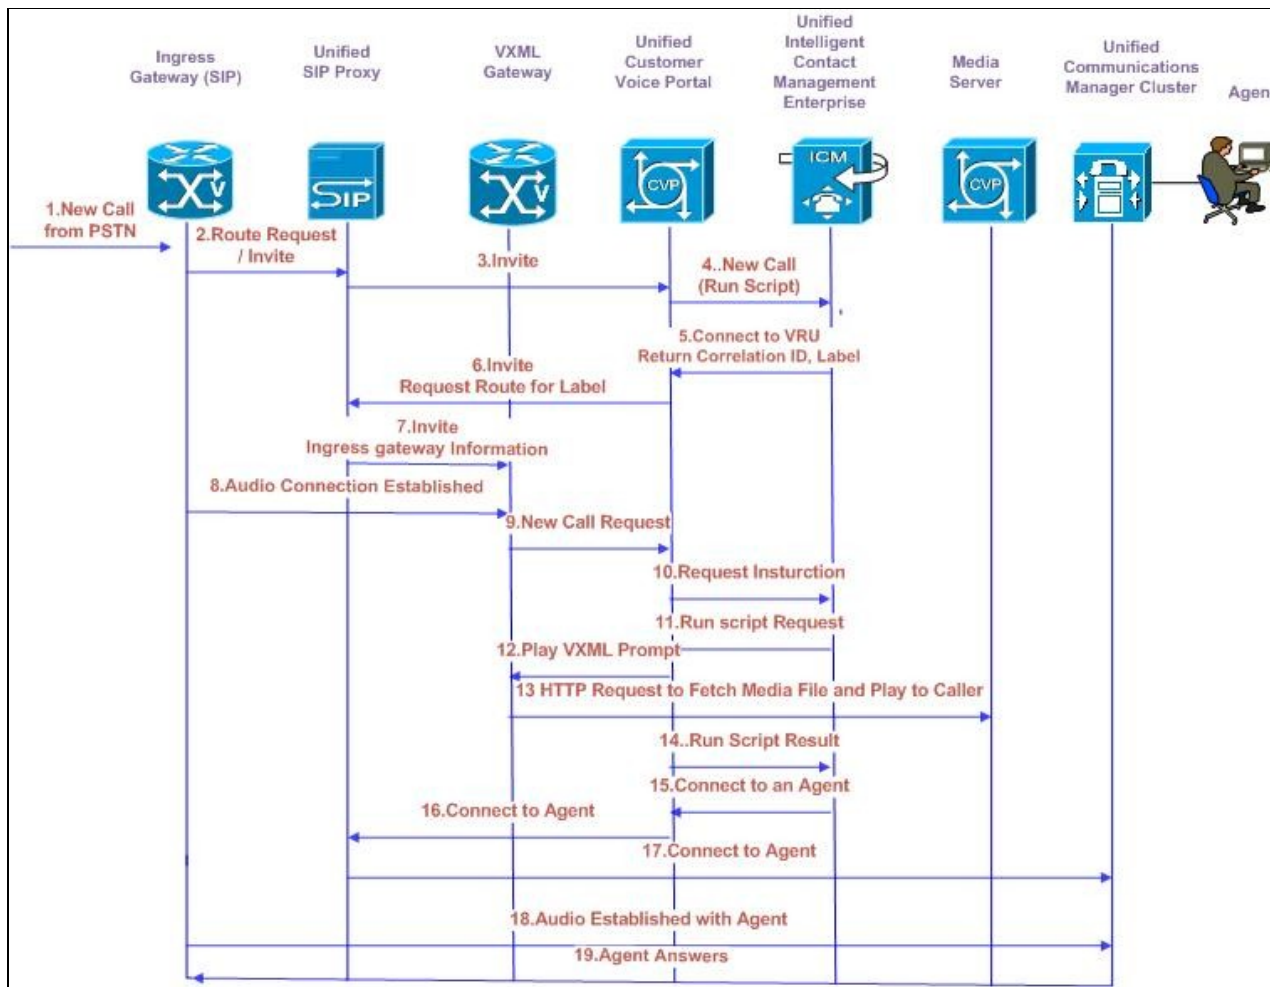 Ingress
Gateway (SIP)
Unified
SIP Proxy
VXML
Gateway
Unified
Customer
Voice Portal
Unified
Intelligent
Contact
Management
Enterprise
Media
Server
Unified
Communications
Manager Cluster
Agen
V
SIP
V
CVP
ICM
CVP
1.New Call
from PSTN
2.Route Request
/ Invite
3.Invite
4..New Call
(Run Script)
5.Connect to VRU
Return Correlation ID, Label
6.Invite
Request Route for Label
7.Invite
Ingress gateway Information
8.Audio Connection Established
9.New Call Request
10.Request Insturction
11.Run script Request
12.Play VXML Prompt
13 HTTP Request to Fetch Media File and Play to Caller
14..Run Script Result
15.Connect to an Agent
16.Connect to Agent
17.Connect to Agent
18.Audio Established with Agent
19.Agent Answers